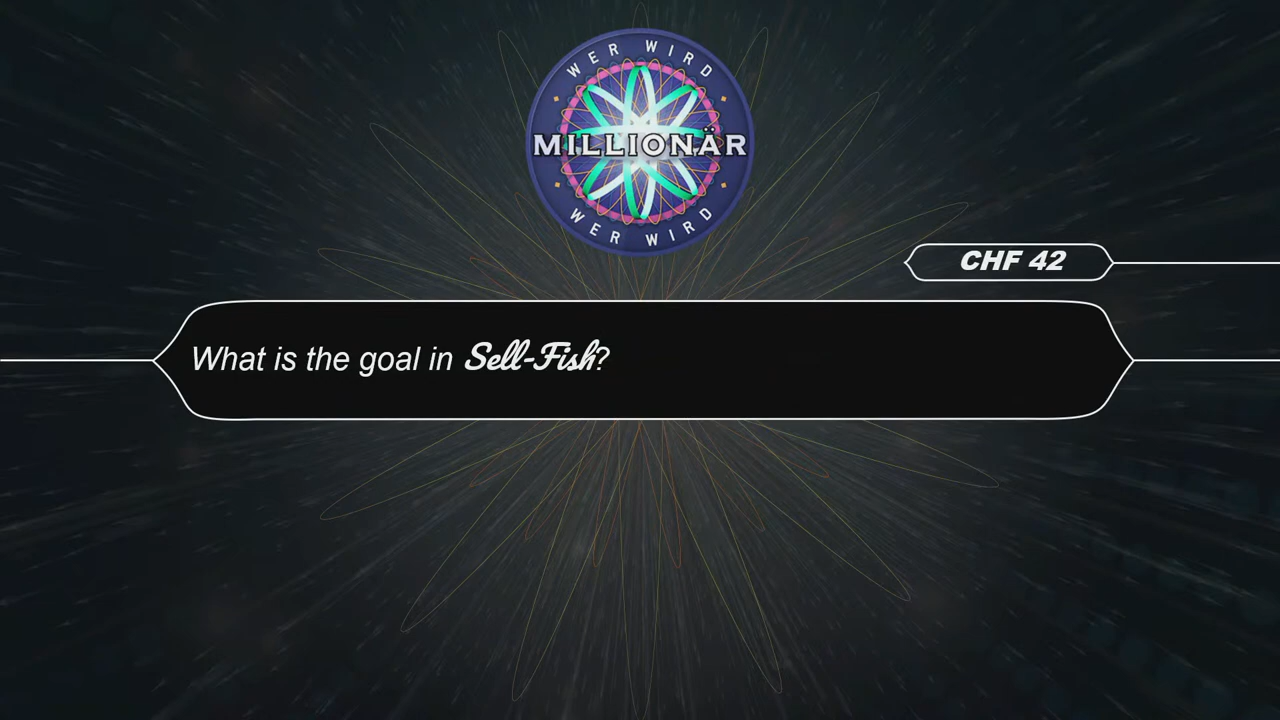 WER WIRD
MILLIONÄR
WER WIRD
CHF 42
What is the goal in Sell-Fish?